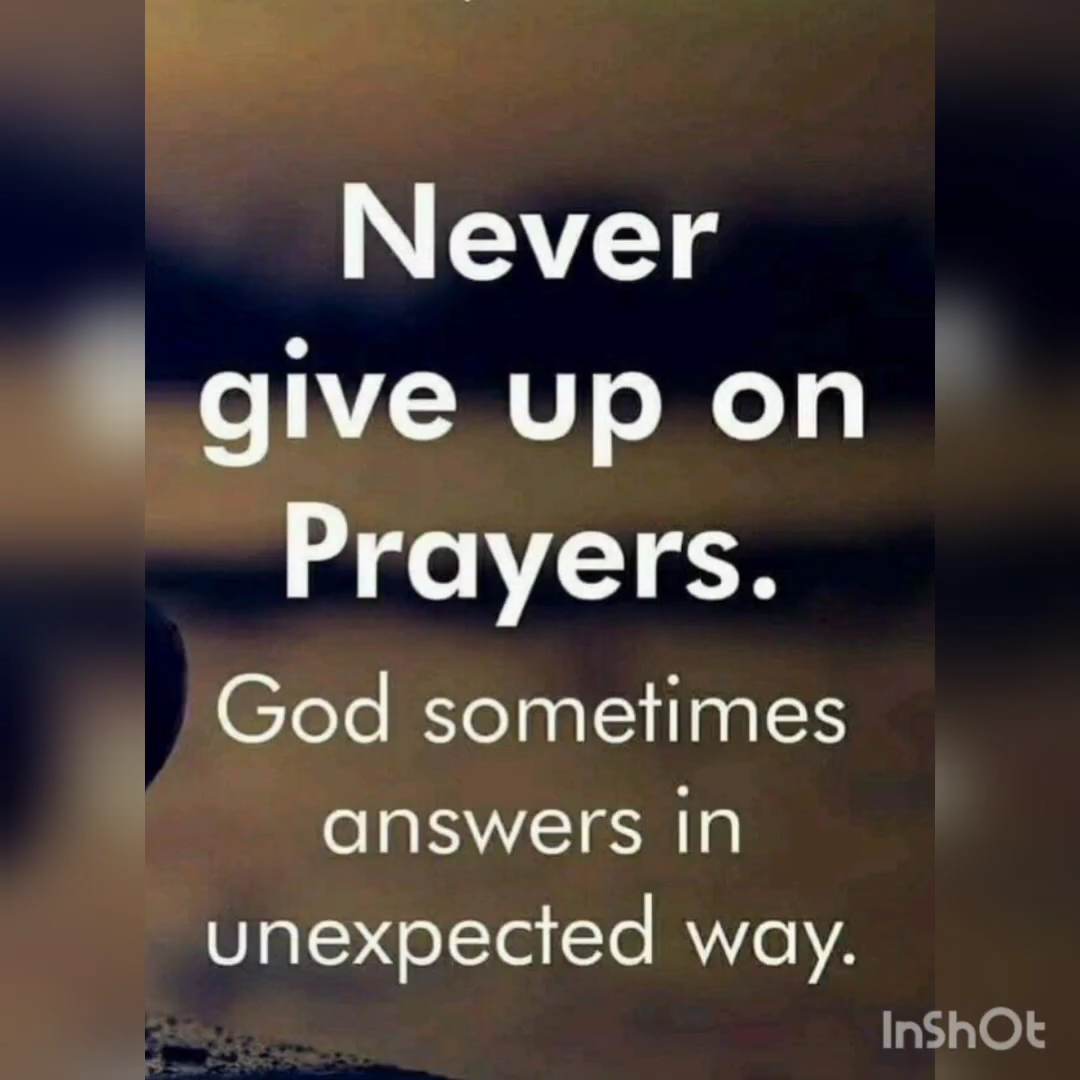 Never
give up on
Prayers.
God sometimes
answers in
unexpected way.
InShOt